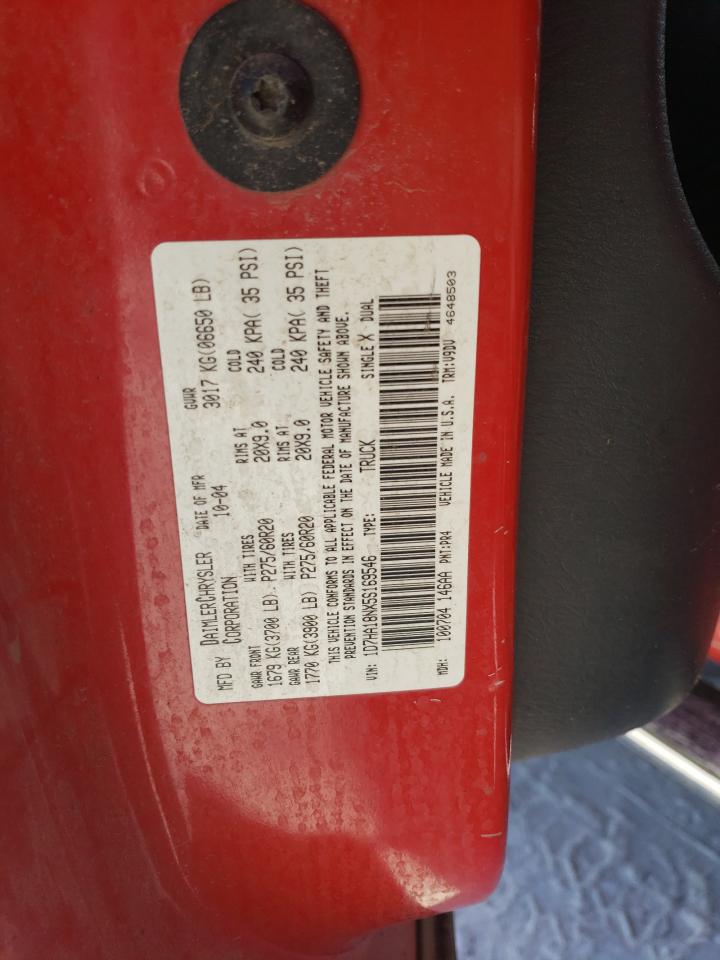 MFD BY DAIMLERCHRYSLER DATE OF MFR GVWR
CORPORATION 10-04 3017 KG(06650 LB)
GAWR FRONT WITH TIRES RIMS AT COLD
1679 KG(3700 LB) P275/60R20 20X9.0 240 KPA( 35 PSI)
GAWR REAR WITH TIRES RIMS AT COLD
1770 KG(3900 LB) P275/60R20 20X9.0 240 KPA( 35 PSI)
THIS VEHICLE CONFORMS TO ALL APPLICABLE FEDERAL MOTOR VEHICLE SAFETY AND THEFT
PREVENTION STANDARDS IN EFFECT ON THE DATE OF MANUFACTURE SHOWN ABOVE.
VIN: 1D7HA18NX5S169546 TYPE: TRUCK SINGLE X DUAL
MDH: 100704 146AA PNT:PR4 VEHICLE MADE IN U.S.A. TRM:V9DV 4648503